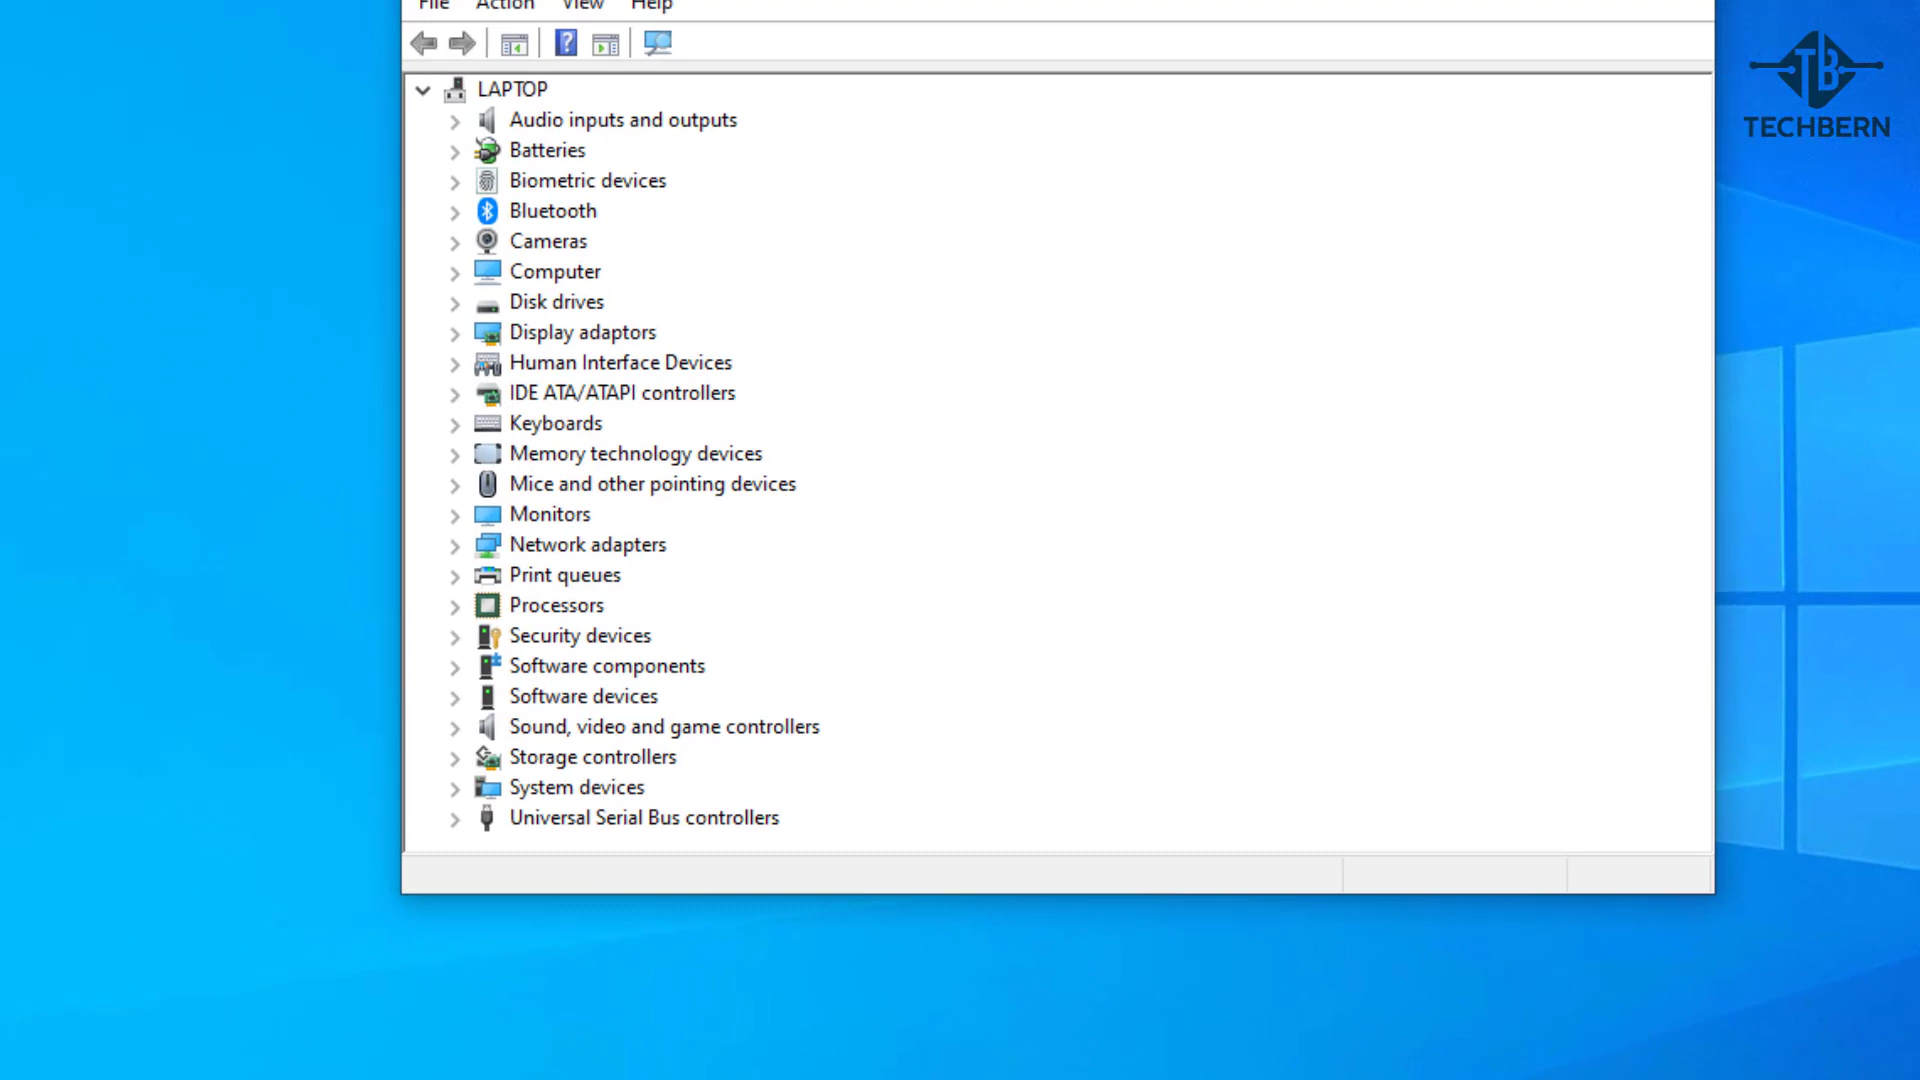 File Action View Help
TB
TECHBERN
LAPTOP
Audio inputs and outputs
Batteries
Biometric devices
Bluetooth
Cameras
Computer
Disk drives
Display adaptors
Human Interface Devices
IDE ATA/ATAPI controllers
Keyboards
Memory technology devices
Mice and other pointing devices
Monitors
Network adapters
Print queues
Processors
Security devices
Software components
Software devices
Sound, video and game controllers
Storage controllers
System devices
Universal Serial Bus controllers